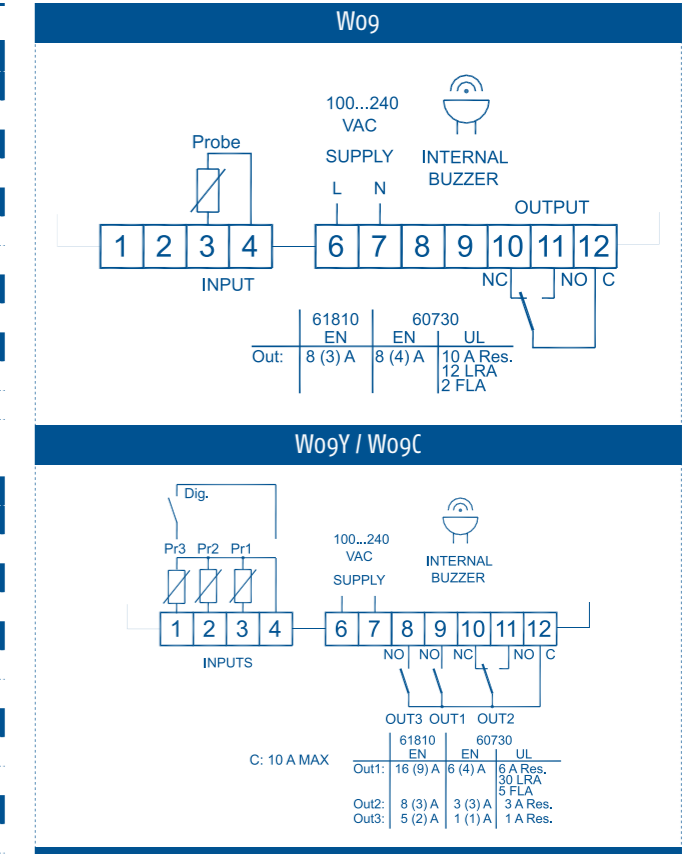 W09
100...240
VAC
SUPPLY
L N
INTERNAL
BUZZER
Probe
OUTPUT
1 2 3 4 6 7 8 9 10 11 12
INPUT
NC NO C
61810 60730
EN EN UL
Out: 8 (3) A 8 (4) A 10 A Res.
12 LRA
2 FLA
W09Y / W09C
Dig.
Pr3 Pr2 Pr1
100...240
VAC
SUPPLY
INTERNAL
BUZZER
1 2 3 4 6 7 8 9 10 11 12
INPUTS
NO NO NC NO C
OUT3 OUT1 OUT2
C: 10 A MAX
61810 60730
EN EN UL
Out1: 16 (9) A 6 (4) A 6 A Res.
30 LRA
5 FLA
Out2: 8 (3) A 3 (3) A 3 A Res.
Out3: 5 (2) A 1 (1) A 1 A Res.